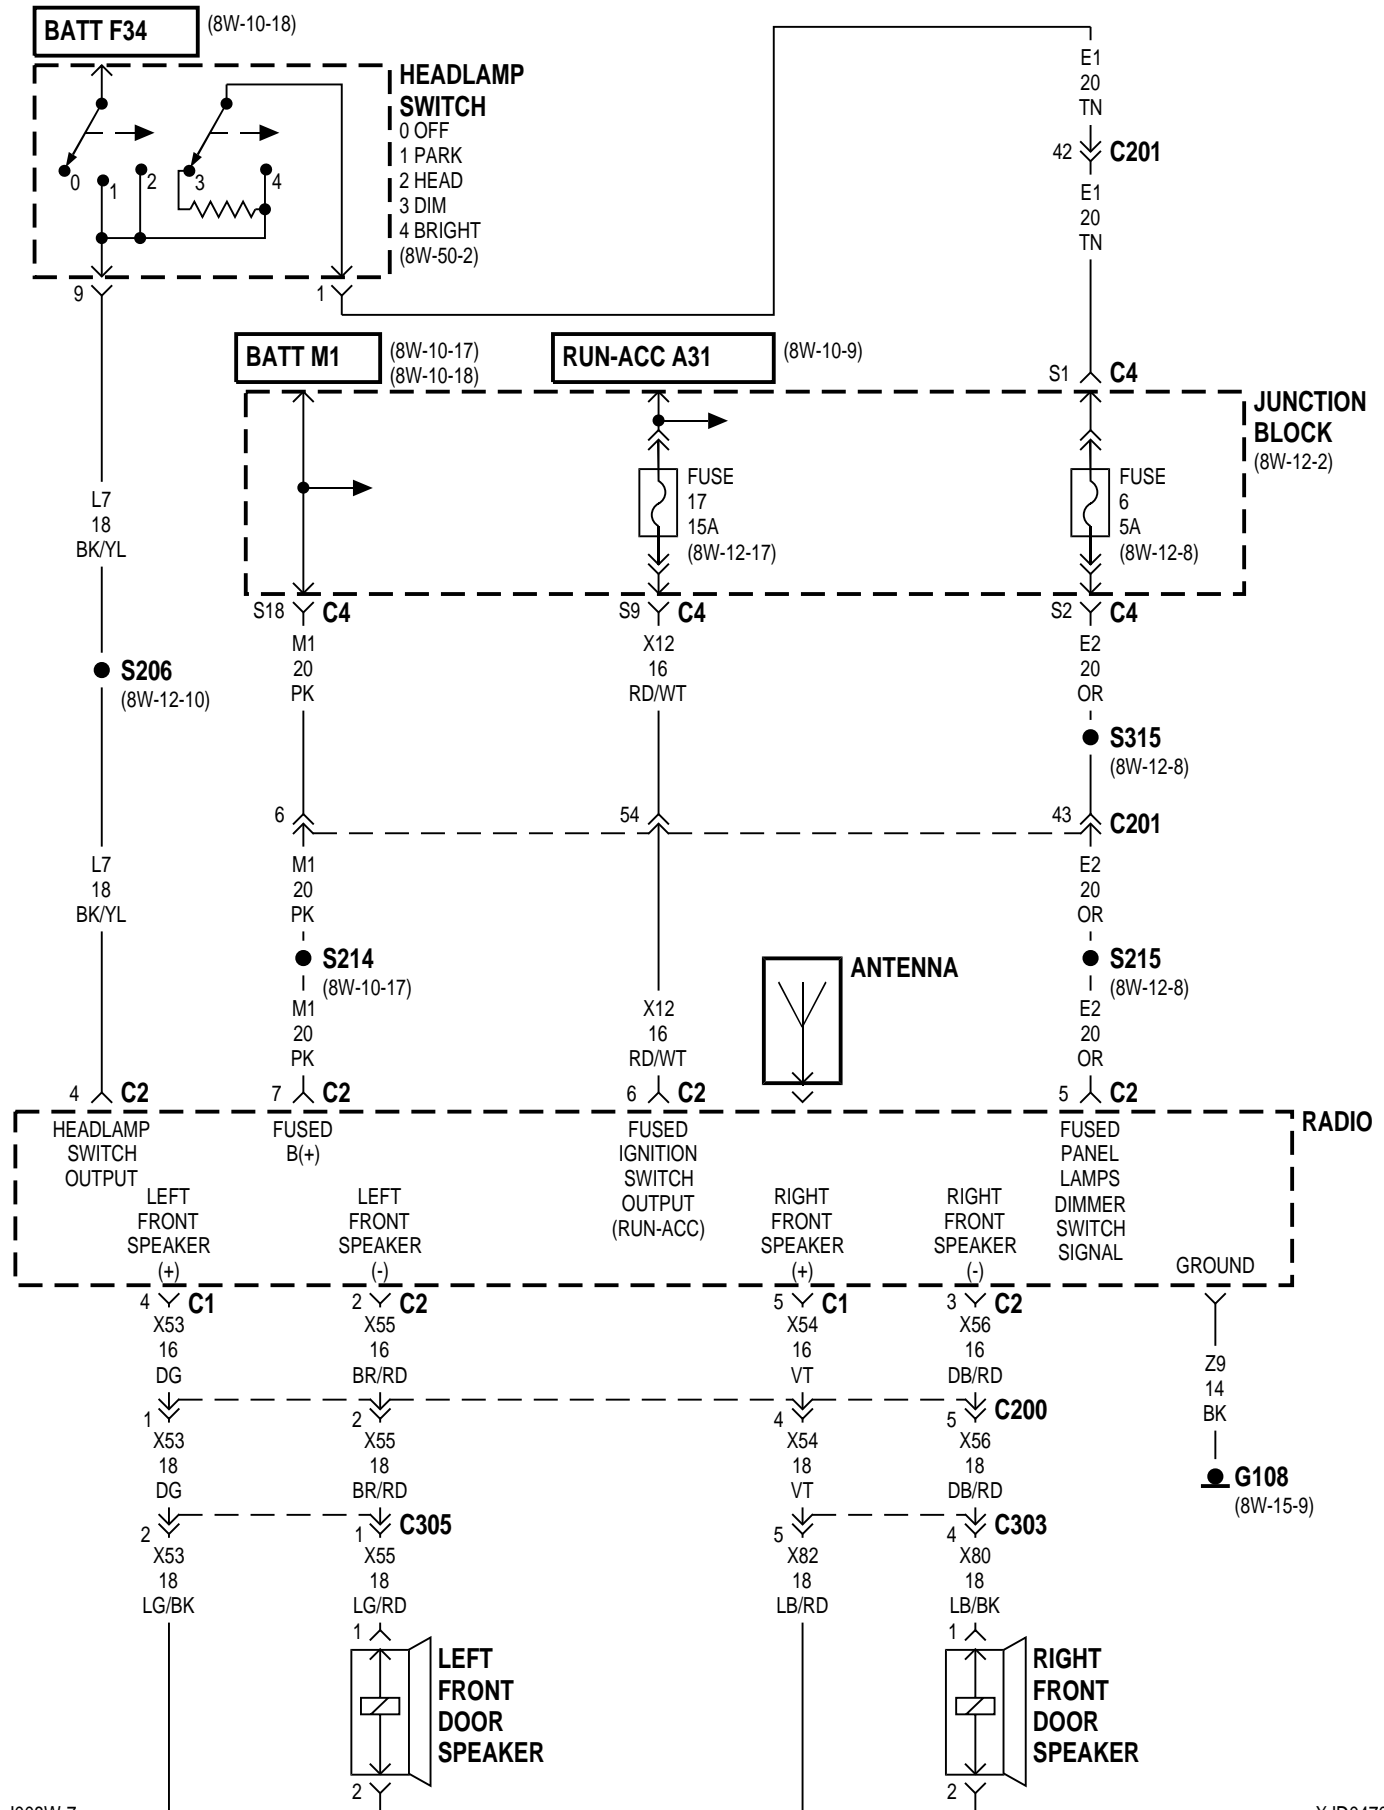 BATT F34
(8W-10-18)
HEADLAMP
SWITCH
0 OFF
1 PARK
2 HEAD
3 DIM
4 BRIGHT
(8W-50-2)
0
1
2
3
4
9
1
E1
20
TN
42
C201
E1
20
TN
BATT M1
(8W-10-17)
(8W-10-18)
RUN-ACC A31
(8W-10-9)
S1
C4
JUNCTION
BLOCK
(8W-12-2)
FUSE
17
15A
(8W-12-17)
FUSE
6
5A
(8W-12-8)
L7
18
BK/YL
S18
C4
S9
C4
S2
C4
M1
20
PK
X12
16
RD/WT
E2
20
OR
S206
(8W-12-10)
S315
(8W-12-8)
6
54
43
C201
L7
18
BK/YL
M1
20
PK
E2
20
OR
S214
(8W-10-17)
ANTENNA
S215
(8W-12-8)
M1
20
PK
X12
16
RD/WT
E2
20
OR
4
C2
7
C2
6
C2
5
C2
RADIO
HEADLAMP
SWITCH
OUTPUT
FUSED
B(+)
FUSED
IGNITION
SWITCH
OUTPUT
(RUN-ACC)
FUSED
PANEL
LAMPS
DIMMER
SWITCH
SIGNAL
LEFT
FRONT
SPEAKER
(+)
LEFT
FRONT
SPEAKER
(-)
RIGHT
FRONT
SPEAKER
(+)
RIGHT
FRONT
SPEAKER
(-)
GROUND
4
C1
2
C2
5
C1
3
C2
X53
16
DG
X55
16
BR/RD
X54
16
VT
X56
16
DB/RD
Z9
14
BK
1
2
4
5
C200
X53
18
DG
X55
18
BR/RD
X54
18
VT
X56
18
DB/RD
G108
(8W-15-9)
2
1
C305
5
4
C303
X53
18
LG/BK
X55
18
LG/RD
X82
18
LB/RD
X80
18
LB/BK
1
LEFT
FRONT
DOOR
SPEAKER
2
1
RIGHT
FRONT
DOOR
SPEAKER
2